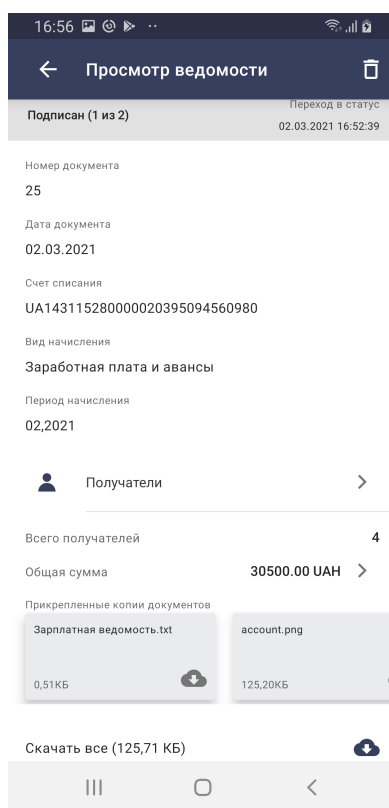 16:56
Просмотр ведомости
Подписан (1 из 2)
Переход в статус
02.03.2021 16:52:39
Номер документа
25
Дата документа
02.03.2021
Счет списания
UA143115280000020395094560980
Вид начисления
Заработная плата и авансы
Период начисления
02,2021
Получатели
Всего получателей 4
Общая сумма 30500.00 UAH
Прикрепленные копии документов
Зарплатная ведомость.txt
0,51КБ
account.png
125,20КБ
Скачать все (125,71 КБ)